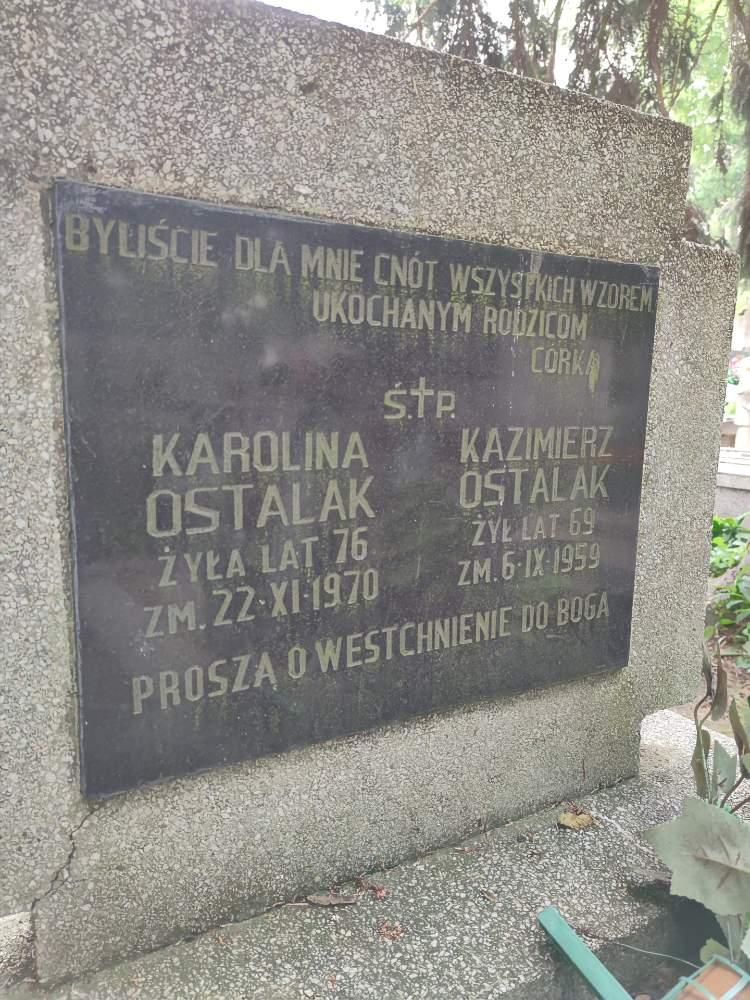 BYLIŚCIE DLA MNIE CNÓT WSZYSTKICH WZOREM
UKOCHANYM RODZICOM
CÓRKA
Ś.†P.
KAROLINA
OSTALAK
ŻYŁA LAT 76
ZM. 22·XI·1970
KAZIMIERZ
OSTALAK
ŻYŁ LAT 69
ZM. 6·IX·1959
PROSZĄ O WESTCHNIENIE DO BOGA